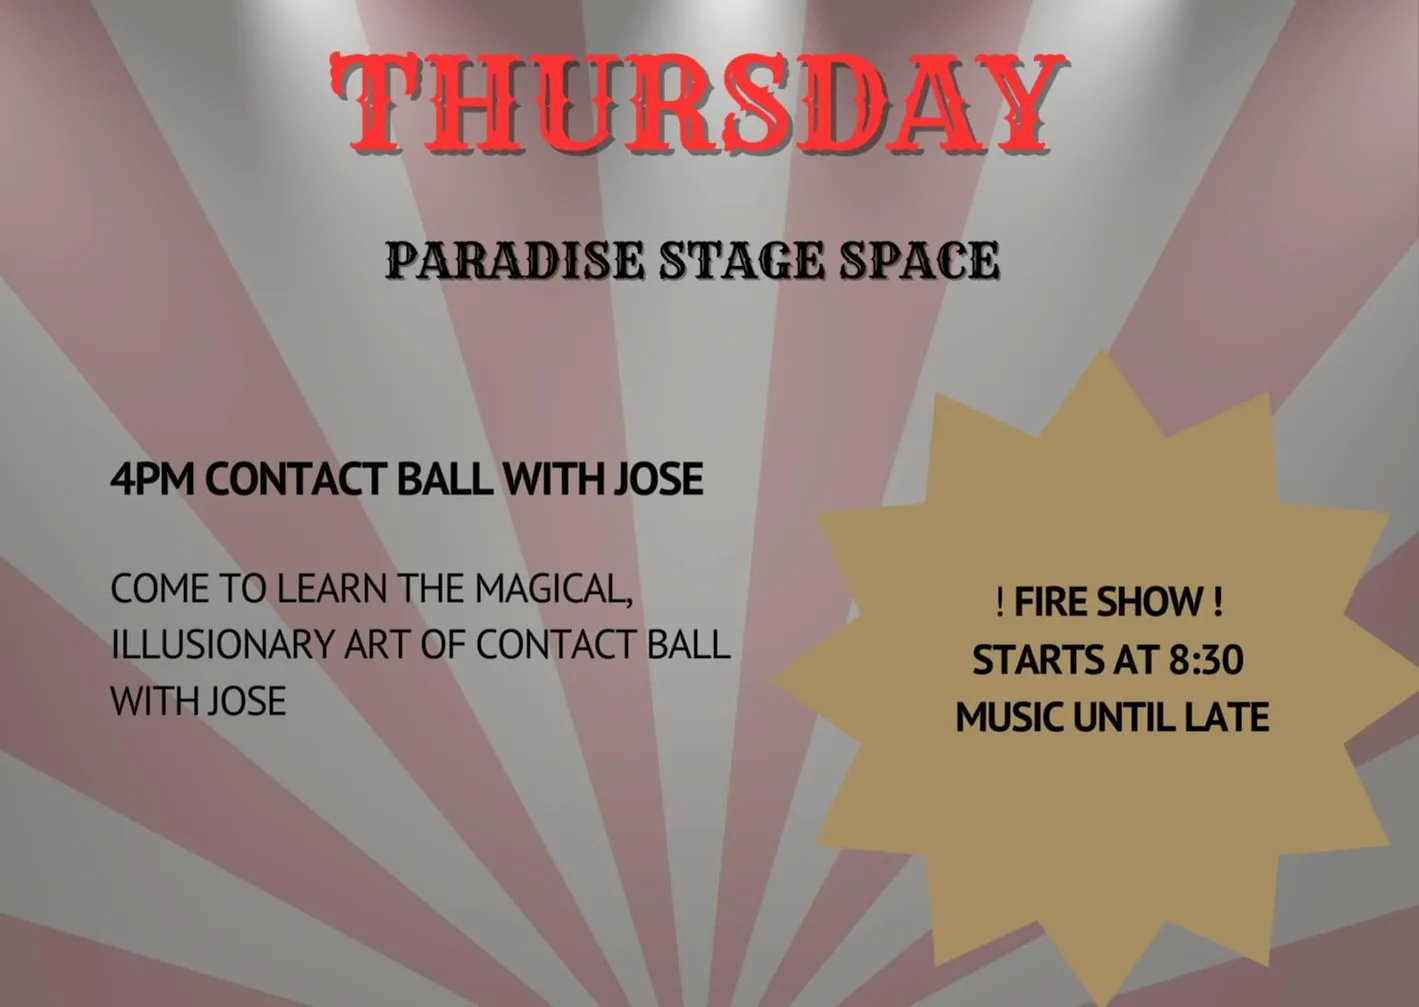 THURSDAY
PARADISE STAGE SPACE
4PM CONTACT BALL WITH JOSE
COME TO LEARN THE MAGICAL,
ILLUSIONARY ART OF CONTACT BALL
WITH JOSE
! FIRE SHOW !
STARTS AT 8:30
MUSIC UNTIL LATE